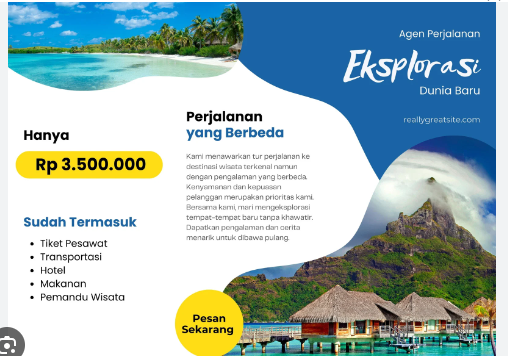 Agen Perjalanan
Eksplorasi
Dunia Baru
reallygreatsite.com
Hanya
Rp 3.500.000
Sudah Termasuk
Tiket Pesawat
Transportasi
Hotel
Makanan
Pemandu Wisata
Perjalanan
yang Berbeda
Kami menawarkan tur perjalanan ke
destinasi wisata terkenal namun
dengan pengalaman yang berbeda.
Kenyamanan dan kepuasan
pelanggan merupakan prioritas kami.
Bersama kami, mari mengeksplorasi
tempat-tempat baru tanpa khawatir.
Dapatkan pengalaman dan cerita
menarik untuk dibawa pulang.
Pesan
Sekarang